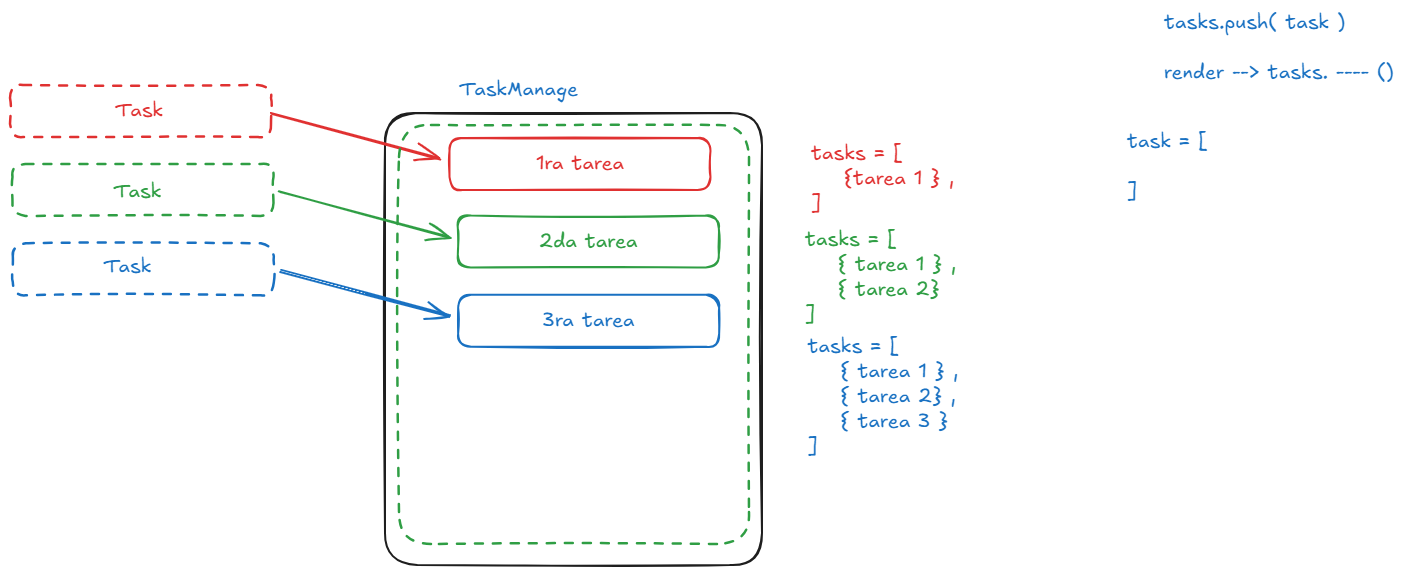 tasks.push( task )
render --> tasks. ---- ()
TaskManage
Task
Task
Task
1ra tarea
2da tarea
3ra tarea
tasks = [
{tarea 1 } ,
]
tasks = [
{ tarea 1 } ,
{ tarea 2}
]
tasks = [
{ tarea 1 } ,
{ tarea 2} ,
{ tarea 3 }
]
task = [
]